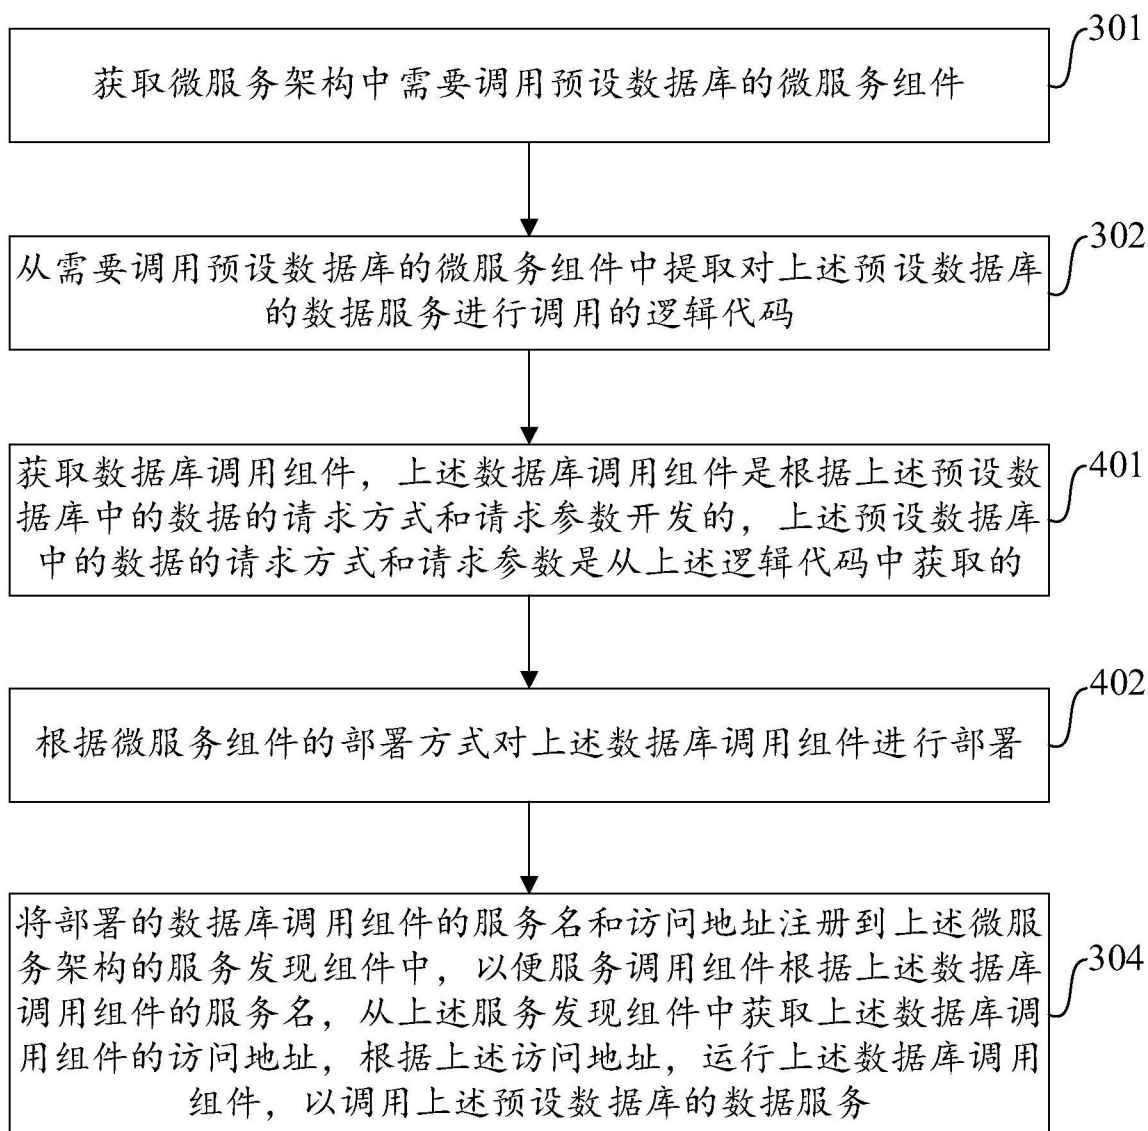 301
获取微服务架构中需要调用预设数据库的微服务组件
302
从需要调用预设数据库的微服务组件中提取对上述预设数据库
的数据服务进行调用的逻辑代码
401
获取数据库调用组件，上述数据库调用组件是根据上述预设数
据库中的数据的请求方式和请求参数开发的，上述预设数据库
中的数据的请求方式和请求参数是从上述逻辑代码中获取的
402
根据微服务组件的部署方式对上述数据库调用组件进行部署
304
将部署的数据库调用组件的服务名和访问地址注册到上述微服
务架构的服务发现组件中，以便服务调用组件根据上述数据库
调用组件的服务名，从上述服务发现组件中获取上述数据库调
用组件的访问地址，根据上述访问地址，运行上述数据库调用
组件，以调用上述预设数据库的数据服务